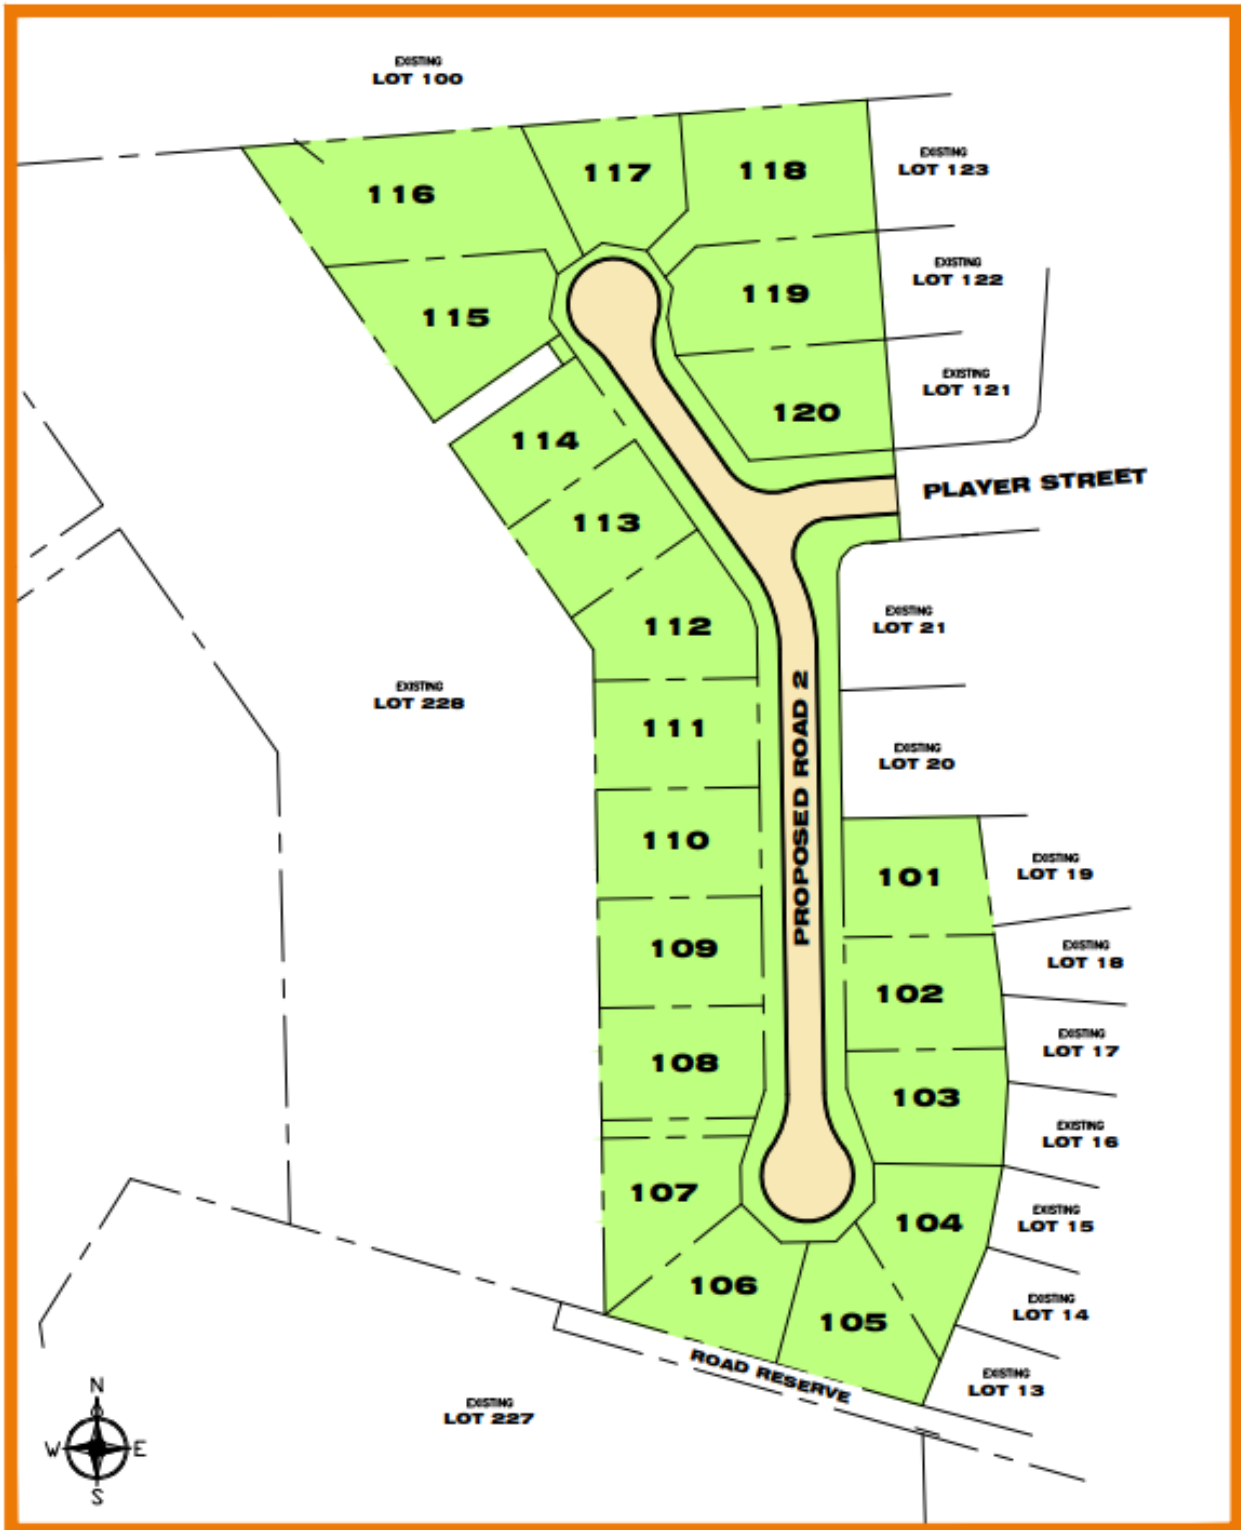 EXISTING
LOT 100
116
117
118
EXISTING
LOT 123
115
119
EXISTING
LOT 122
EXISTING
LOT 121
120
114
PLAYER STREET
113
112
EXISTING
LOT 21
EXISTING
LOT 228
111
PROPOSED ROAD 2
EXISTING
LOT 20
110
101
EXISTING
LOT 19
109
EXISTING
LOT 18
102
EXISTING
LOT 17
108
103
EXISTING
LOT 16
107
104
EXISTING
LOT 15
106
105
EXISTING
LOT 14
ROAD RESERVE
EXISTING
LOT 13
EXISTING
LOT 227
N
W E
S